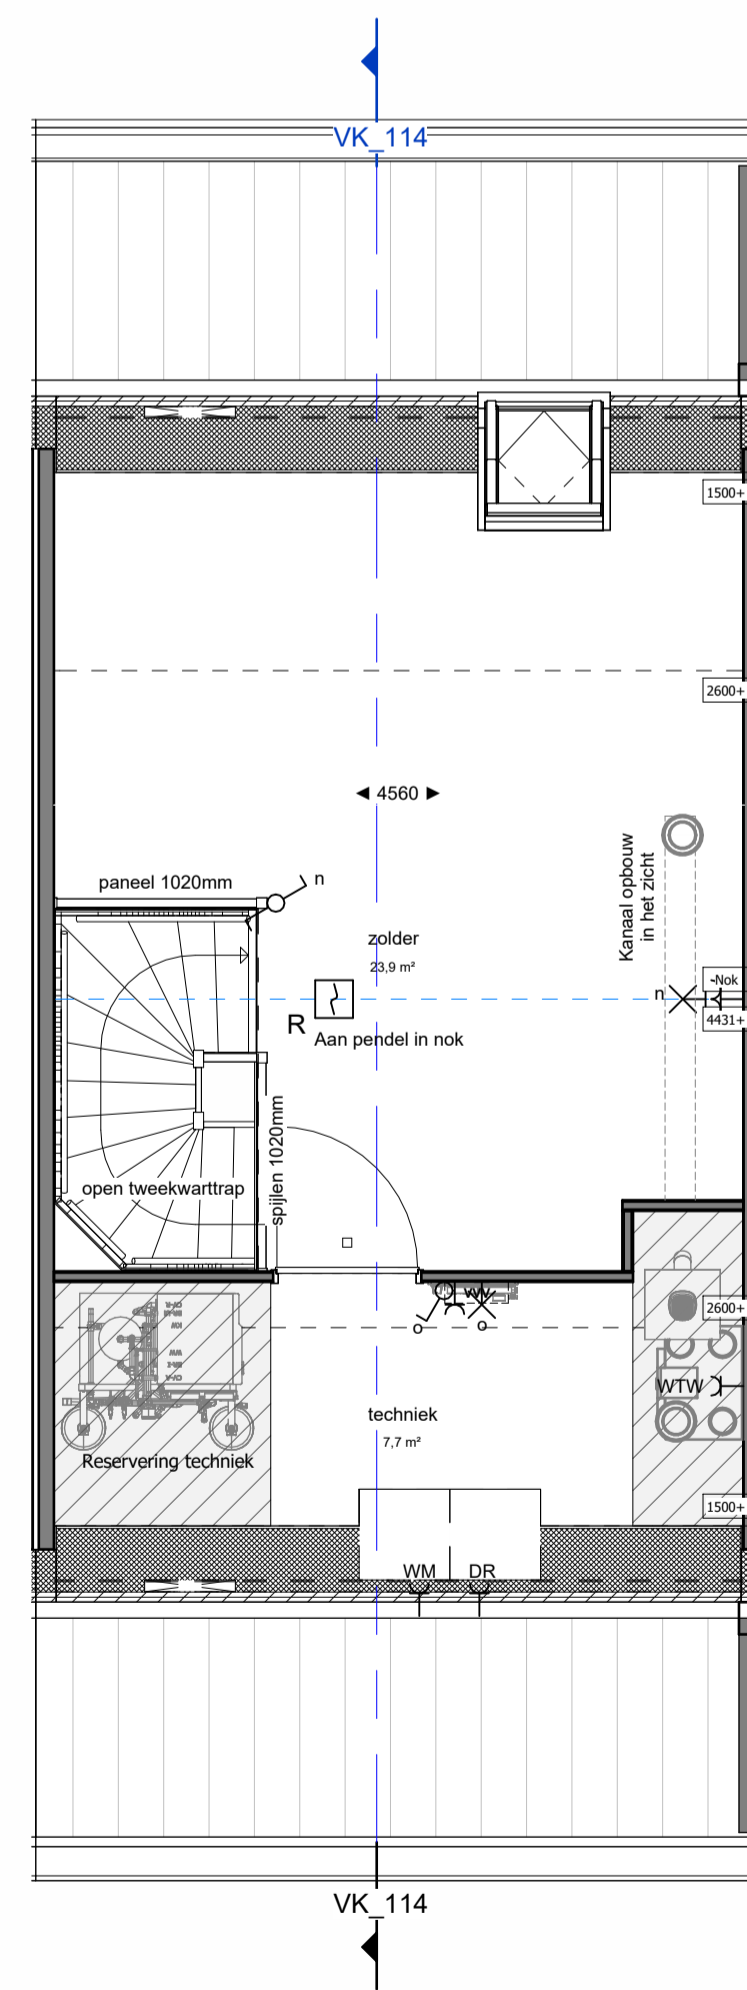 VK_114
1500+
2600+
4560
paneel 1020mm
n
Kanaal opbouw
in het zicht
zolder
23,9 m²
R
Aan pendel in nok
n
-Nok
4431+
spijlen 1020mm
open tweekwarttrap
2600+
o
o
WTW
techniek
7,7 m²
Reservering techniek
1500+
WM
DR
VK_114